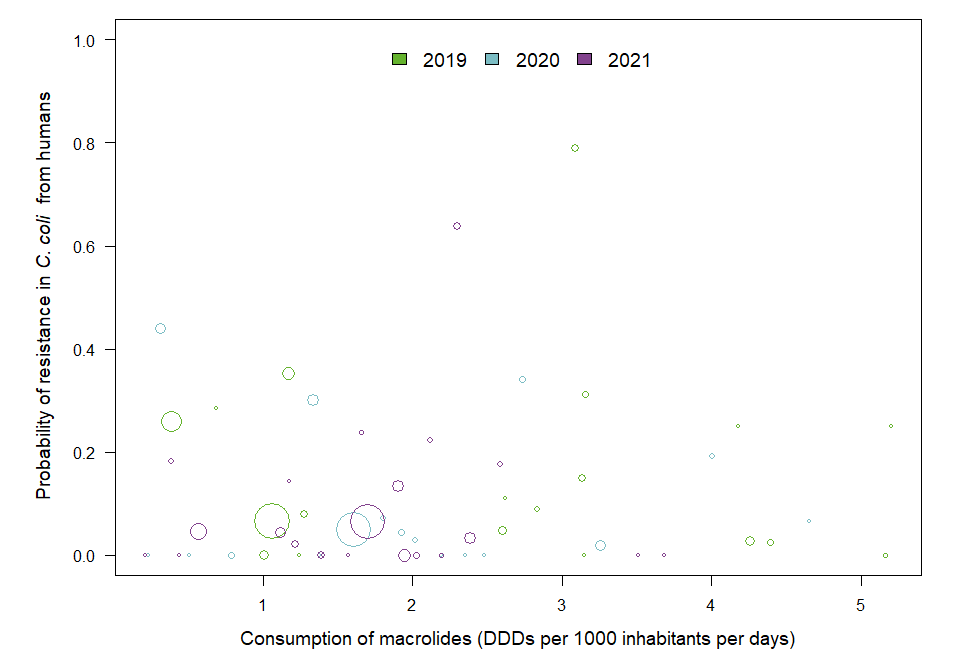 2019 2020 2021
1.0
0.8
0.6
0.4
0.2
0.0
Probability of resistance in C. coli from humans
1 2 3 4 5
Consumption of macrolides (DDDs per 1000 inhabitants per days)